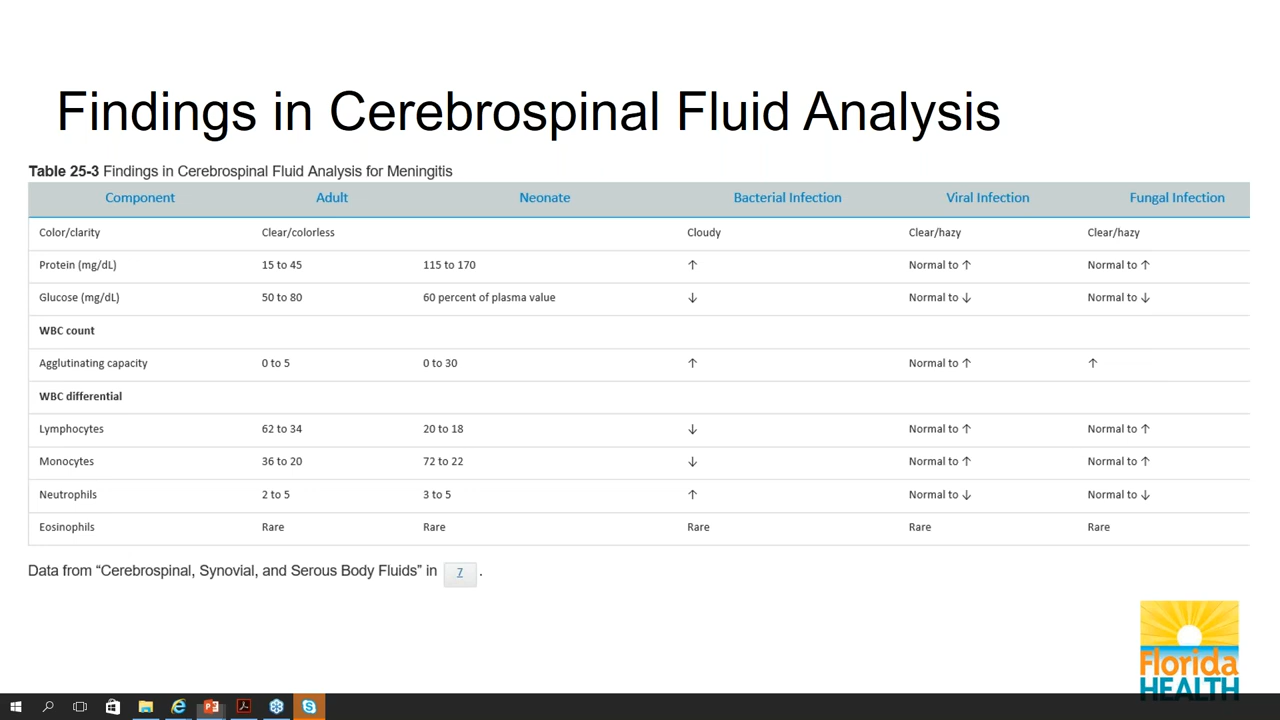 Findings in Cerebrospinal Fluid Analysis
Table 25-3 Findings in Cerebrospinal Fluid Analysis for Meningitis
Component Adult Neonate Bacterial Infection Viral Infection Fungal Infection
Color/clarity Clear/colorless Cloudy Clear/hazy Clear/hazy
Protein (mg/dL) 15 to 45 115 to 170 ↑ Normal to ↑ Normal to ↑
Glucose (mg/dL) 50 to 80 60 percent of plasma value ↓ Normal to ↓ Normal to ↓
WBC count
Agglutinating capacity 0 to 5 0 to 30 ↑ Normal to ↑ ↑
WBC differential
Lymphocytes 62 to 34 20 to 18 ↓ Normal to ↑ Normal to ↑
Monocytes 36 to 20 72 to 22 ↓ Normal to ↑ Normal to ↑
Neutrophils 2 to 5 3 to 5 ↑ Normal to ↓ Normal to ↓
Eosinophils Rare Rare Rare Rare Rare
Data from “Cerebrospinal, Synovial, and Serous Body Fluids” in 7 .
Florida
HEALTH